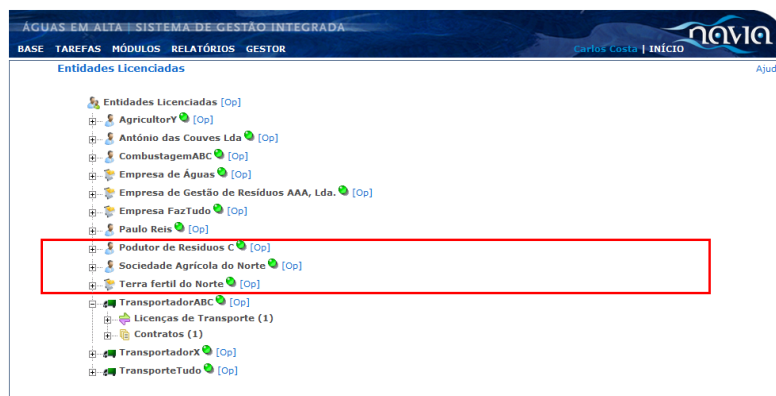 ÁGUAS EM ALTA | SISTEMA DE GESTÃO INTEGRADA
BASE TAREFAS MÓDULOS RELATÓRIOS GESTOR
Carlos Costa | INÍCIO
navia
Entidades Licenciadas
Ajud
Entidades Licenciadas [Op]
AgricultorY [Op]
António das Couves Lda [Op]
CombustagemABC [Op]
Empresa de Águas [Op]
Empresa de Gestão de Resíduos AAA, Lda. [Op]
Empresa FazTudo [Op]
Paulo Reis [Op]
Podutor de Residuos C [Op]
Sociedade Agrícola do Norte [Op]
Terra fertil do Norte [Op]
TransportadorABC [Op]
Licenças de Transporte (1)
Contratos (1)
TransportadorX [Op]
TransporteTudo [Op]